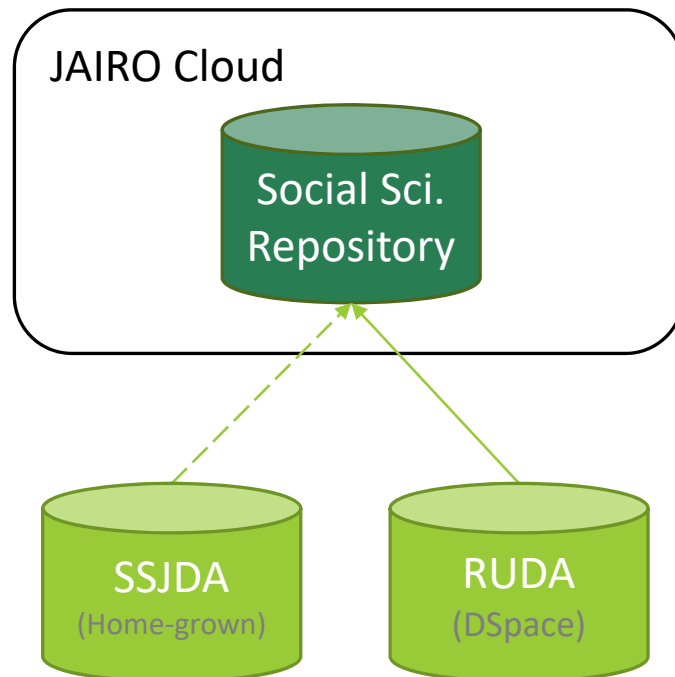 JAIRO Cloud
Social Sci.
Repository
SSJDA
(Home-grown)
RUDA
(DSpace)